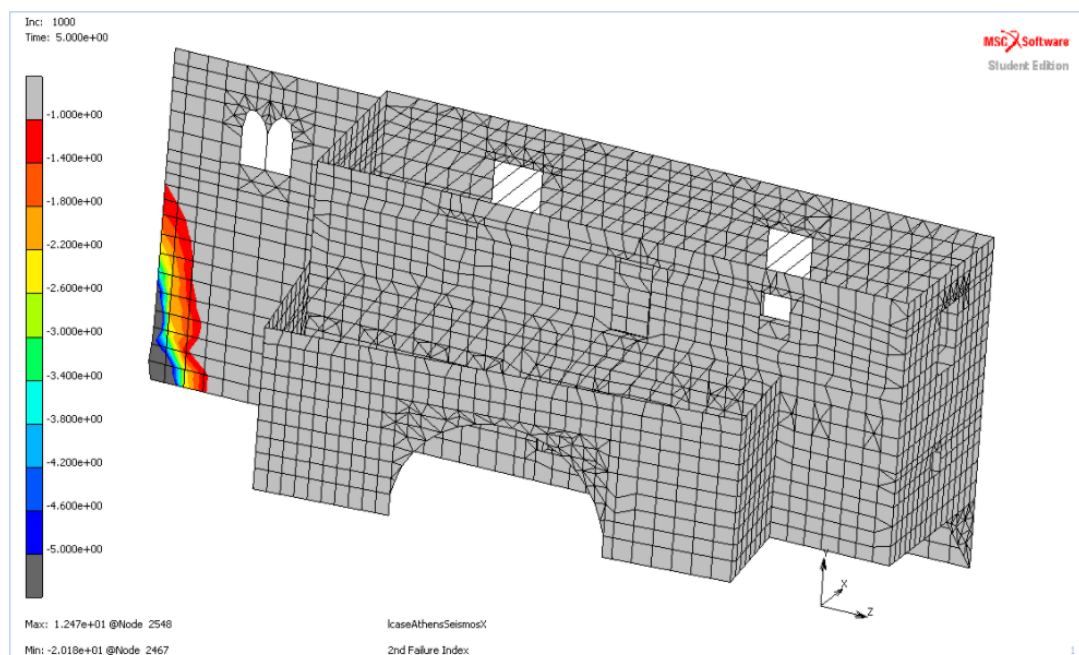 Inc: 1000
Time: 5.000e+00
MSC Software
Student Edition
-1.000e+00
-1.400e+00
-1.800e+00
-2.200e+00
-2.600e+00
-3.000e+00
-3.400e+00
-3.800e+00
-4.200e+00
-4.600e+00
-5.000e+00
Y
X
Z
Max: 1.247e+01 @Node 2548
lcaseAthensSeismosX
Min: -2.018e+01 @Node 2467
2nd Failure Index
1